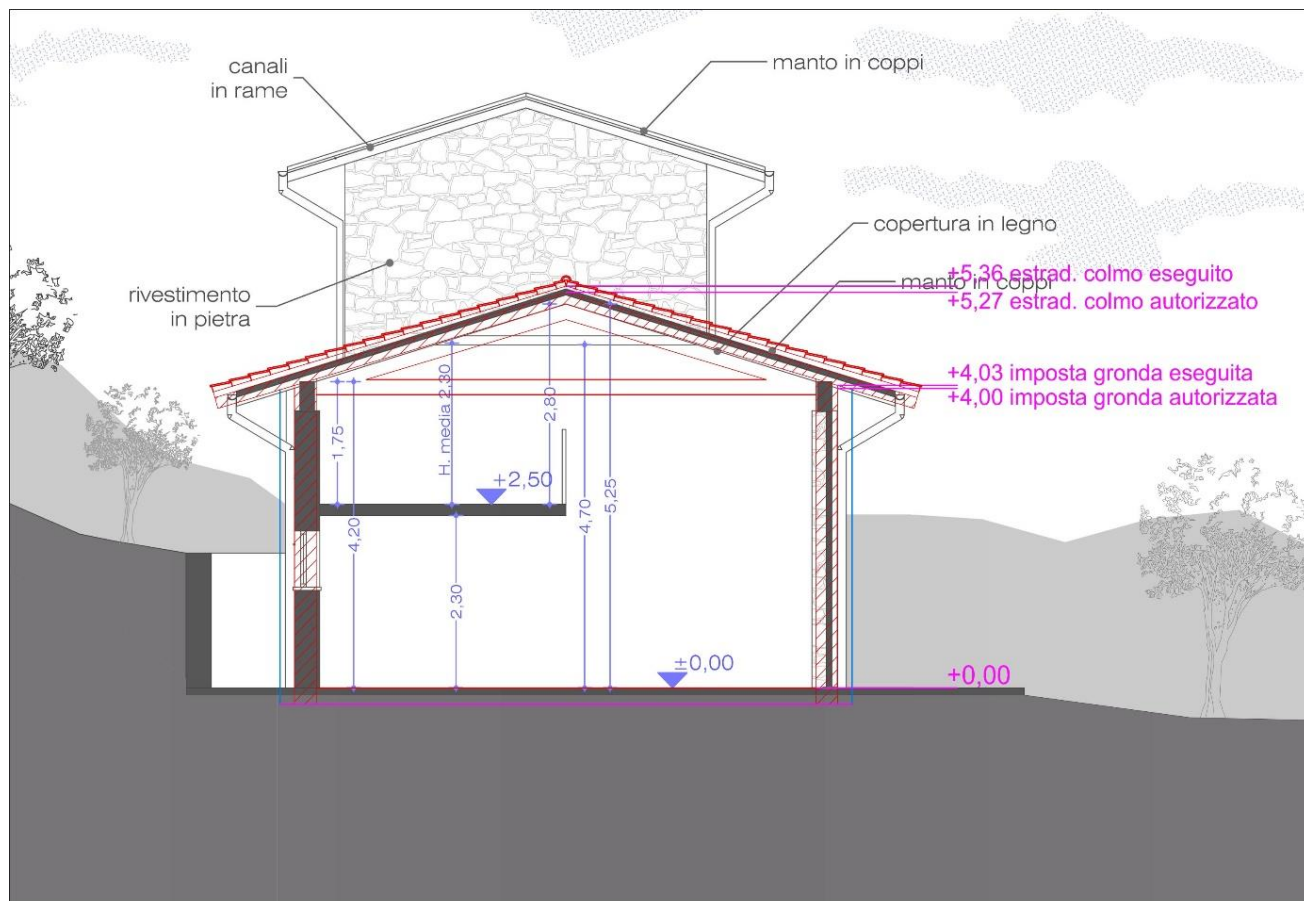 canali
in rame
manto in coppi
copertura in legno
+5,36 estrad. colmo eseguito
manto in coppi
+5,27 estrad. colmo autorizzato
rivestimento
in pietra
+4,03 imposta gronda eseguita
+4,00 imposta gronda autorizzata
1,75
H. media 2.30
2,80
5,25
+2,50
4,20
4,70
2,30
±0,00
+0,00